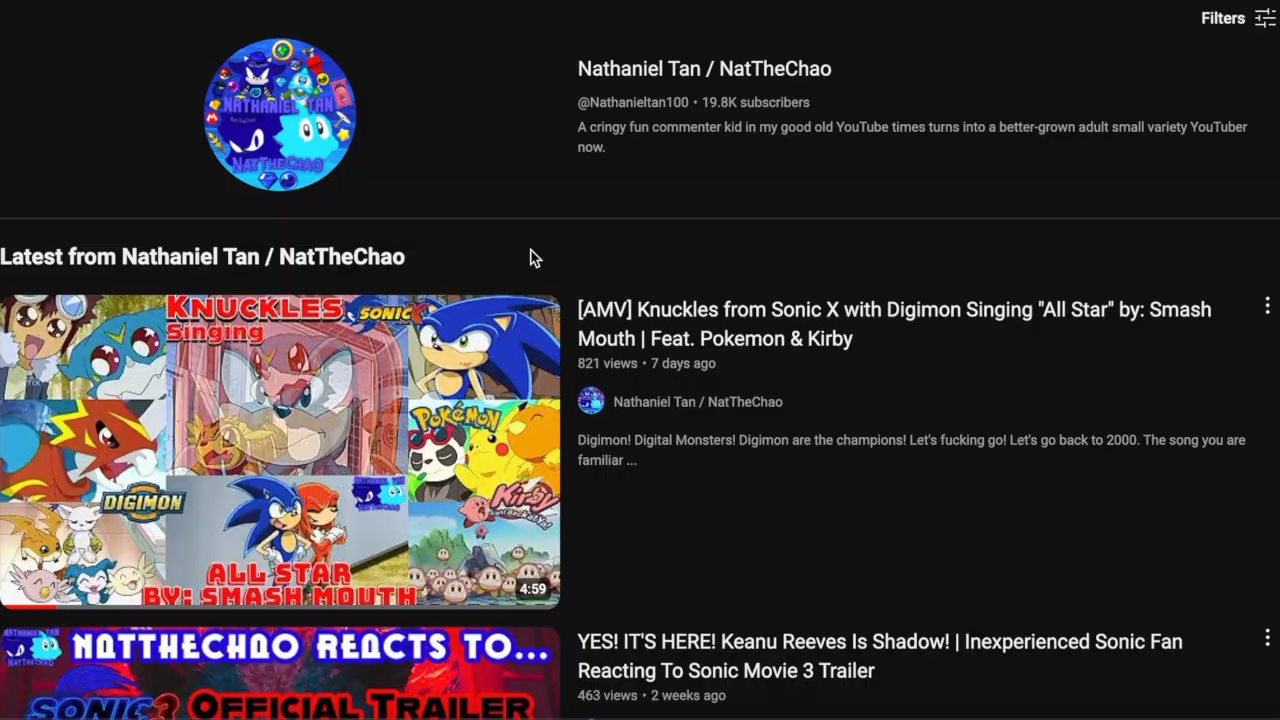 Filters
Nathaniel Tan / NatTheChao
@Nathanieltan100 • 19.8K subscribers
A cringy fun commenter kid in my good old YouTube times turns into a better-grown adult small variety YouTuber
now.
NATHANIEL TAN
NATTHECHAO
Latest from Nathaniel Tan / NatTheChao
KNUCKLES
Singing
SONIC X
POKéMON
DIGIMON
Kirby
ALL STAR
BY: SMASH MOUTH
4:59
[AMV] Knuckles from Sonic X with Digimon Singing "All Star" by: Smash
Mouth | Feat. Pokemon & Kirby
821 views • 7 days ago
Nathaniel Tan / NatTheChao
Digimon! Digital Monsters! Digimon are the champions! Let's fucking go! Let's go back to 2000. The song you are
familiar ...
NATTHECHAO REACTS TO...
SONIC 3 OFFICIAL TRAILER
YES! IT'S HERE! Keanu Reeves Is Shadow! | Inexperienced Sonic Fan
Reacting To Sonic Movie 3 Trailer
463 views • 2 weeks ago